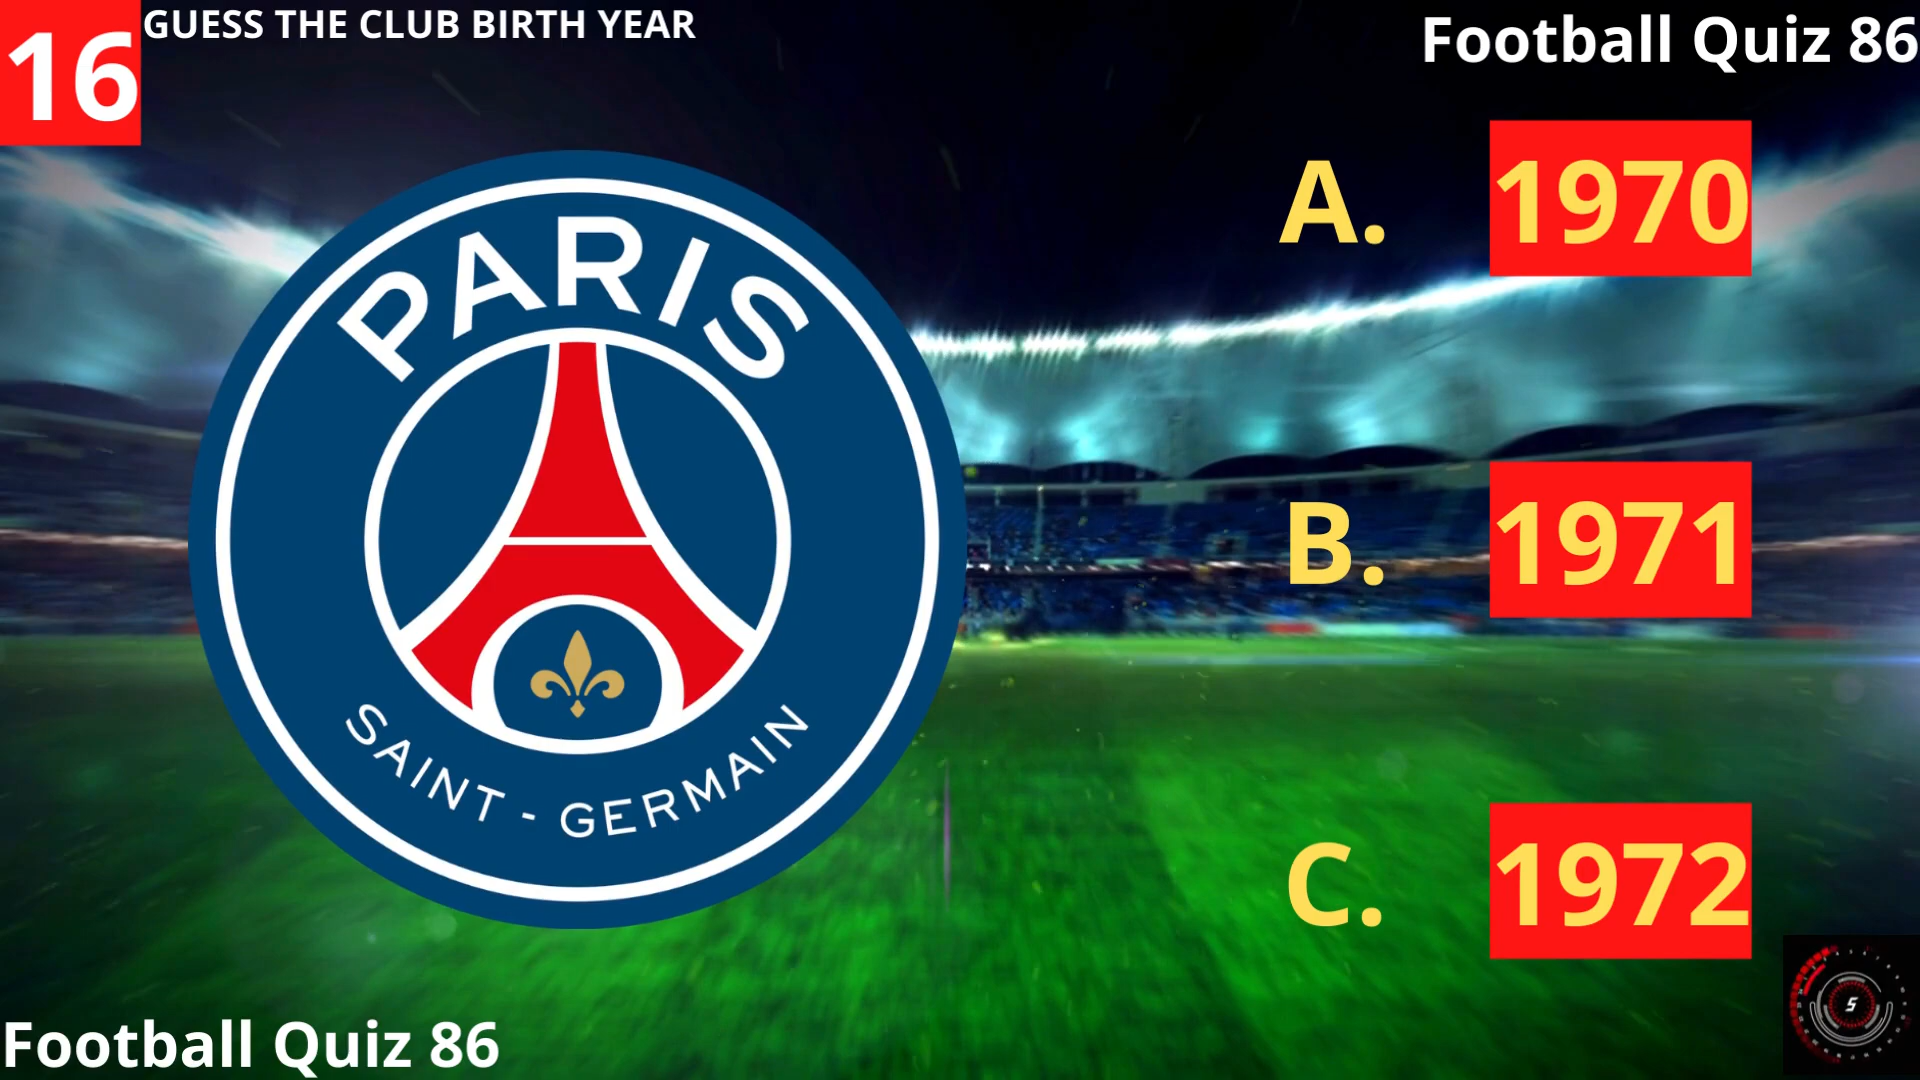 16
GUESS THE CLUB BIRTH YEAR
Football Quiz 86
PARIS
SAINT - GERMAIN
A. 1970
B. 1971
C. 1972
5
Football Quiz 86